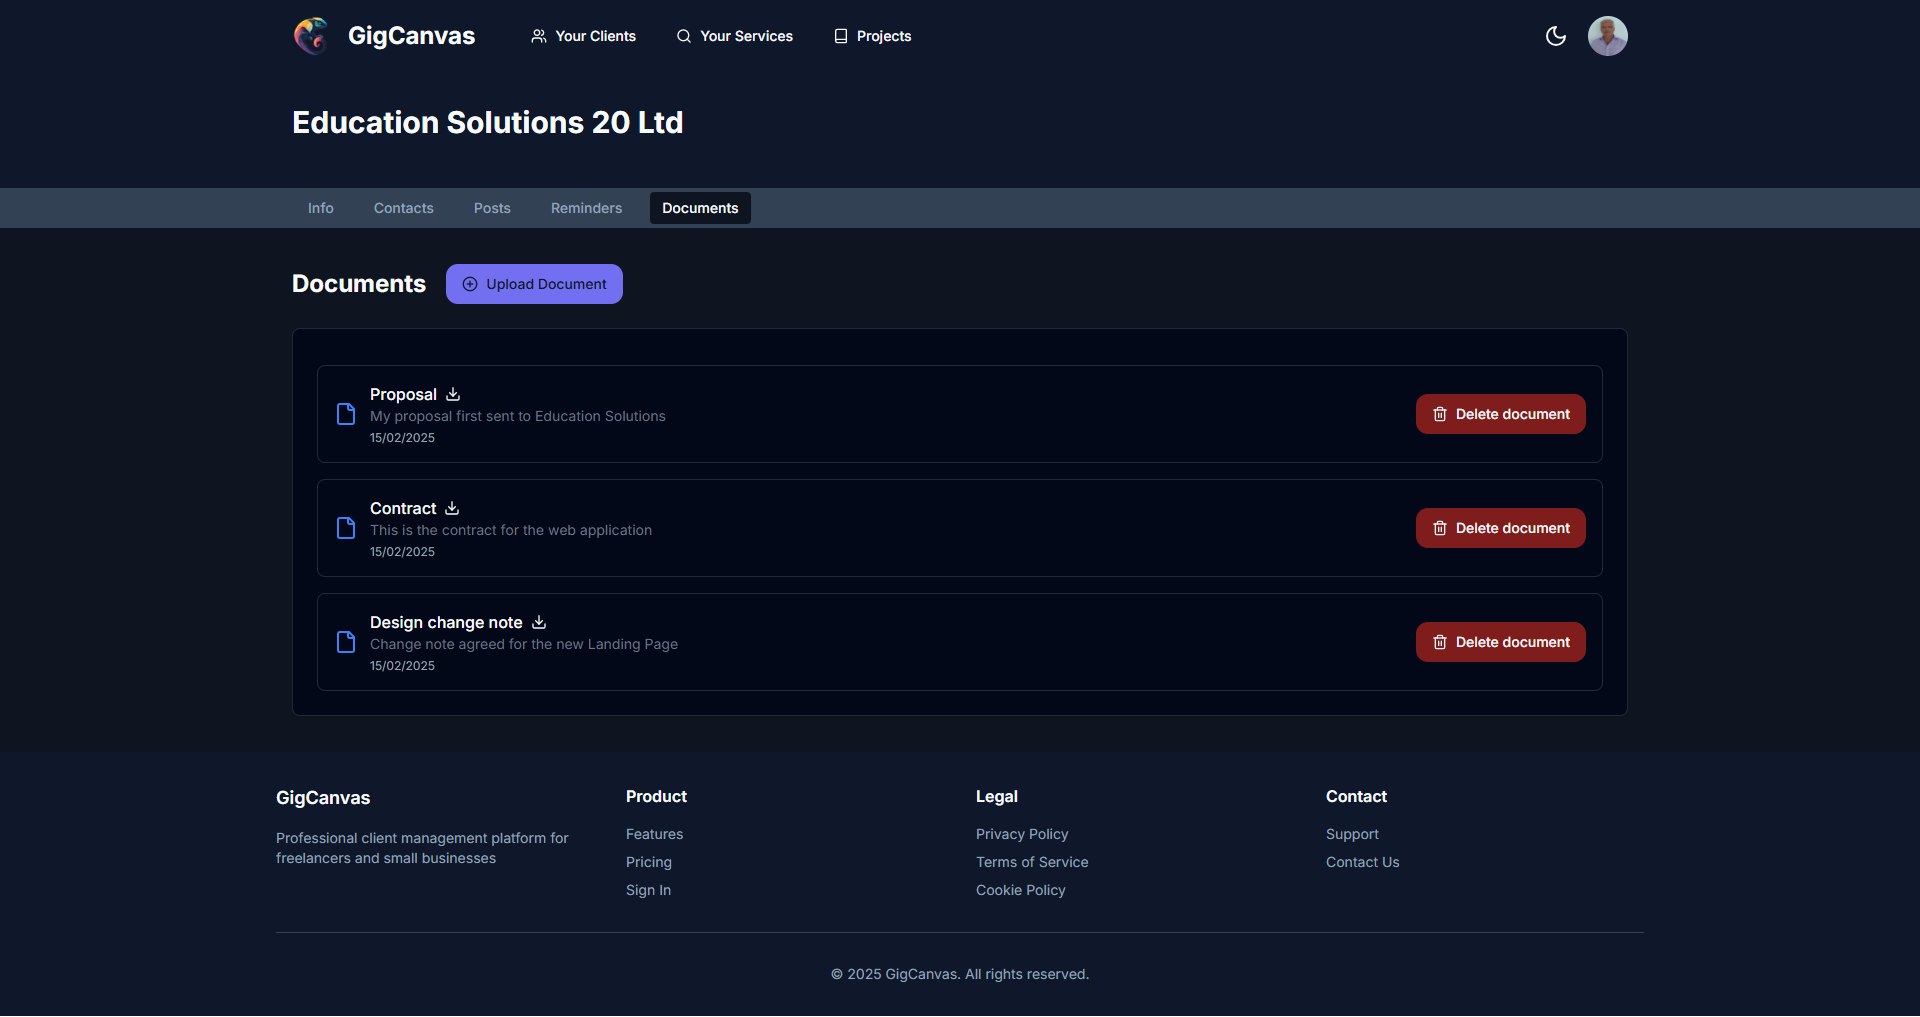 GigCanvas
Your Clients
Your Services
Projects
Education Solutions 20 Ltd
Info
Contacts
Posts
Reminders
Documents
Documents
Upload Document
Proposal
My proposal first sent to Education Solutions
15/02/2025
Delete document
Contract
This is the contract for the web application
15/02/2025
Delete document
Design change note
Change note agreed for the new Landing Page
15/02/2025
Delete document
GigCanvas
Professional client management platform for
freelancers and small businesses
Product
Features
Pricing
Sign In
Legal
Privacy Policy
Terms of Service
Cookie Policy
Contact
Support
Contact Us
© 2025 GigCanvas. All rights reserved.